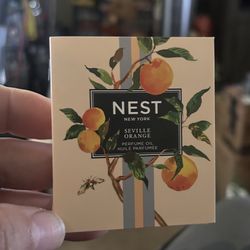 NEST
NEW YORK
SEVILLE
ORANGE
PERFUME OIL
HUILE PARFUMÉE